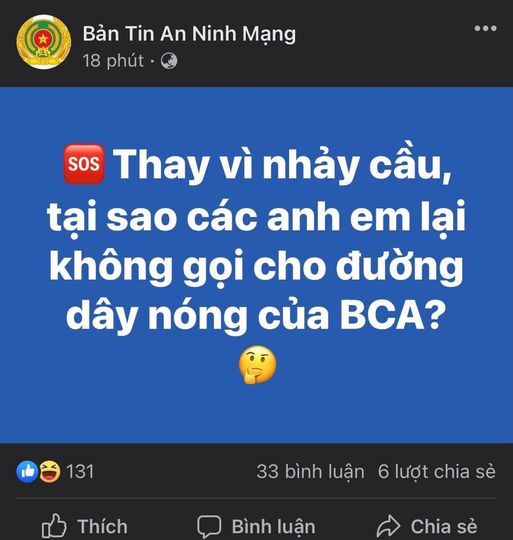 Bản Tin An Ninh Mạng
18 phút ·
SOS Thay vì nhảy cầu,
tại sao các anh em lại
không gọi cho đường
dây nóng của BCA?
131
33 bình luận 6 lượt chia sẻ
Thích Bình luận Chia sẻ